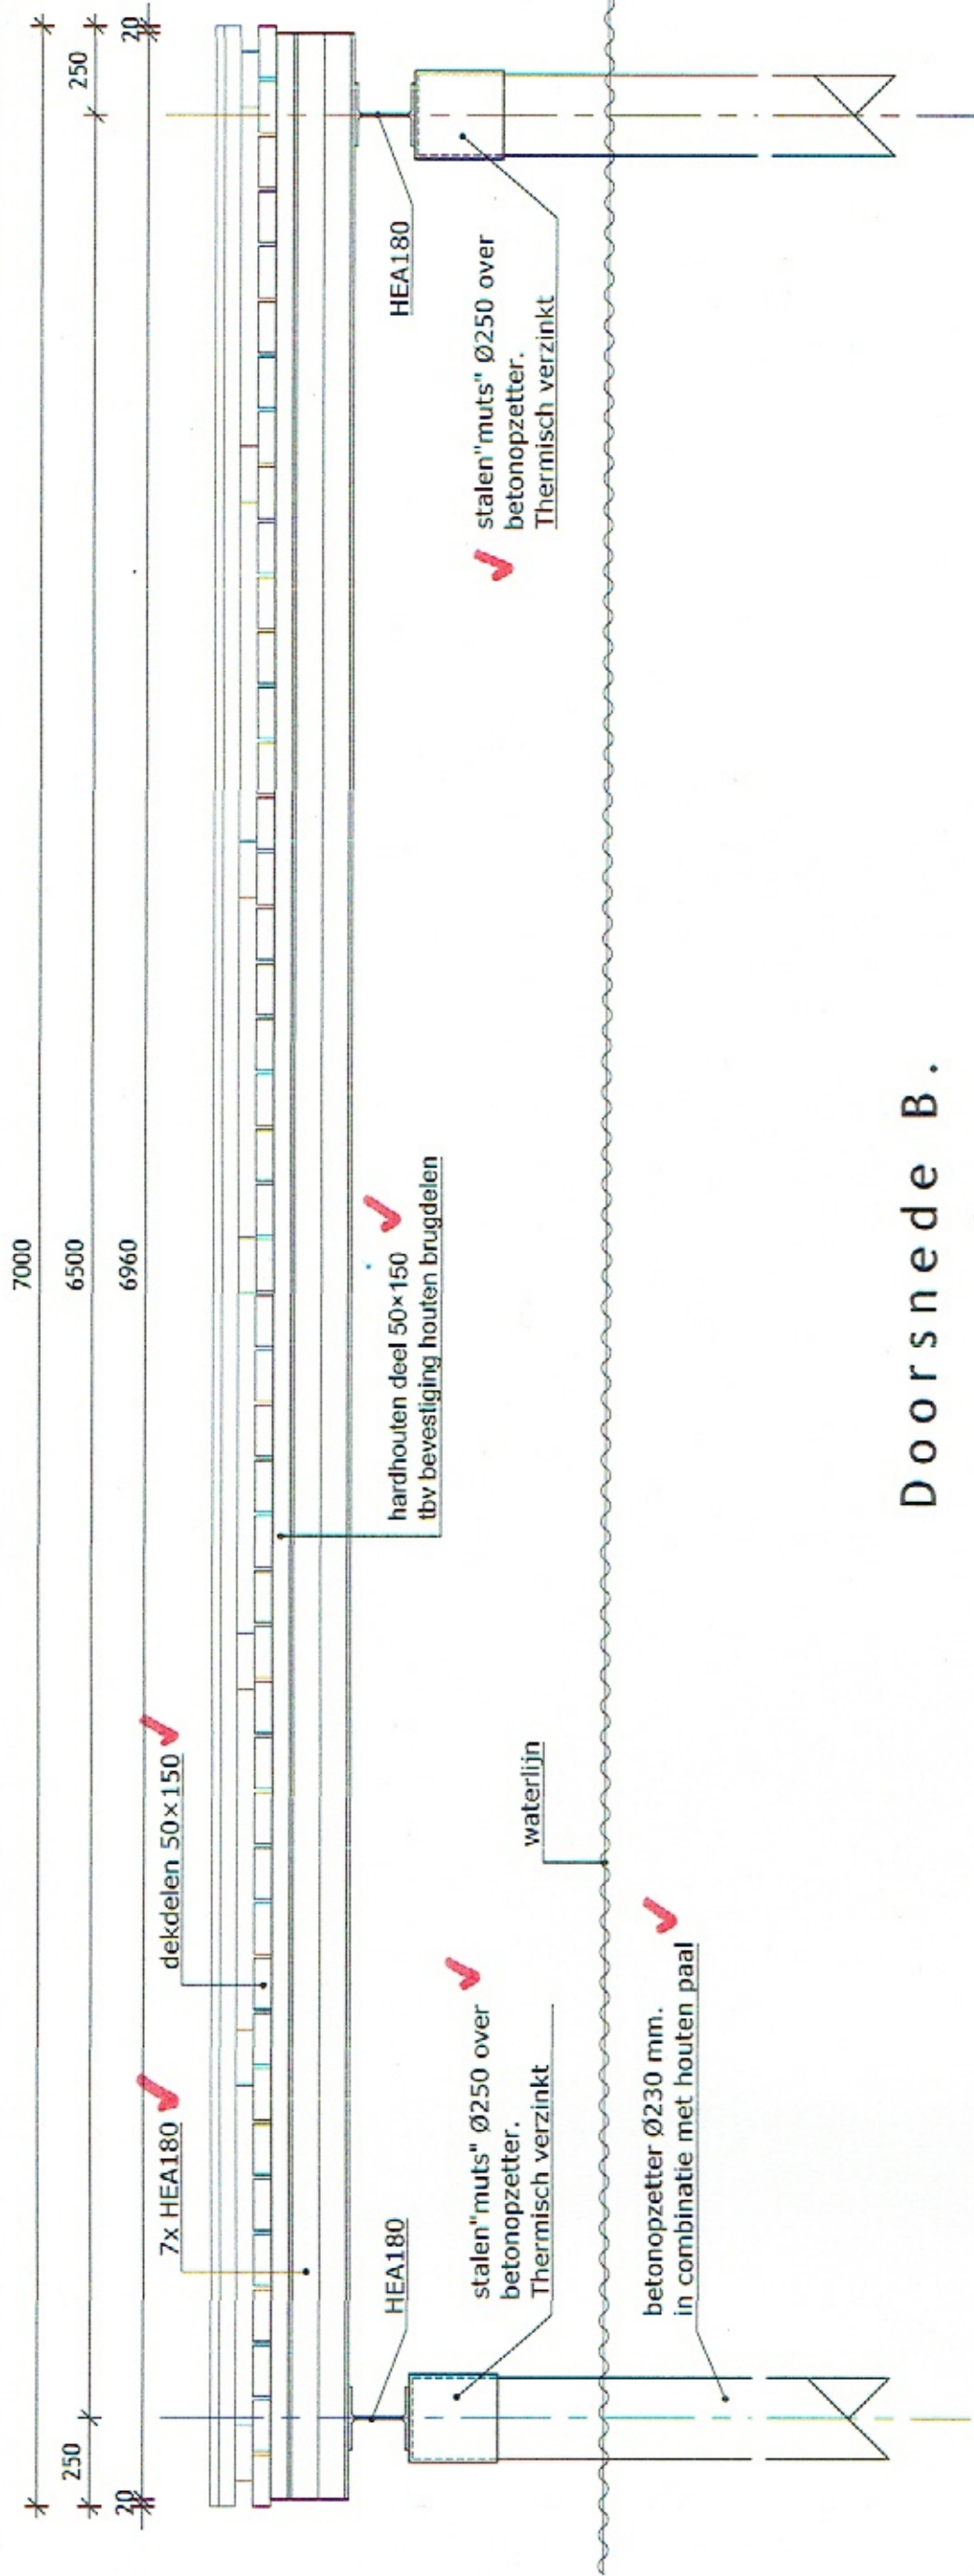 7000
250
6500
250
20
6960
20
7x HEA180
dekdelen 50×150
HEA180
hardhouten deel 50×150
tbv bevestiging houten brugdelen
HEA180
stalen"muts" Ø250 over
betonopzetter.
Thermisch verzinkt
waterlijn
stalen"muts" Ø250 over
betonopzetter.
Thermisch verzinkt
betonopzetter Ø230 mm.
in combinatie met houten paal
Doorsnede B.